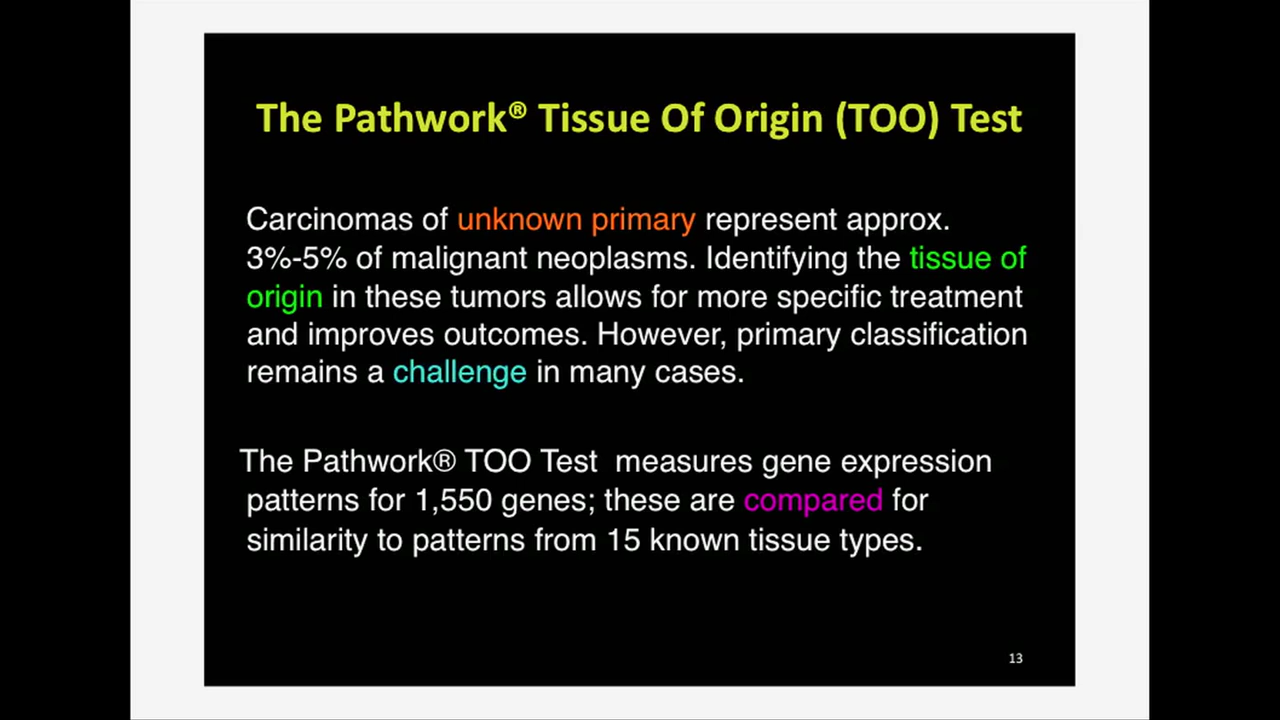 The Pathwork® Tissue Of Origin (TOO) Test
Carcinomas of unknown primary represent approx.
3%-5% of malignant neoplasms. Identifying the tissue of
origin in these tumors allows for more specific treatment
and improves outcomes. However, primary classification
remains a challenge in many cases.
The Pathwork® TOO Test measures gene expression
patterns for 1,550 genes; these are compared for
similarity to patterns from 15 known tissue types.
13